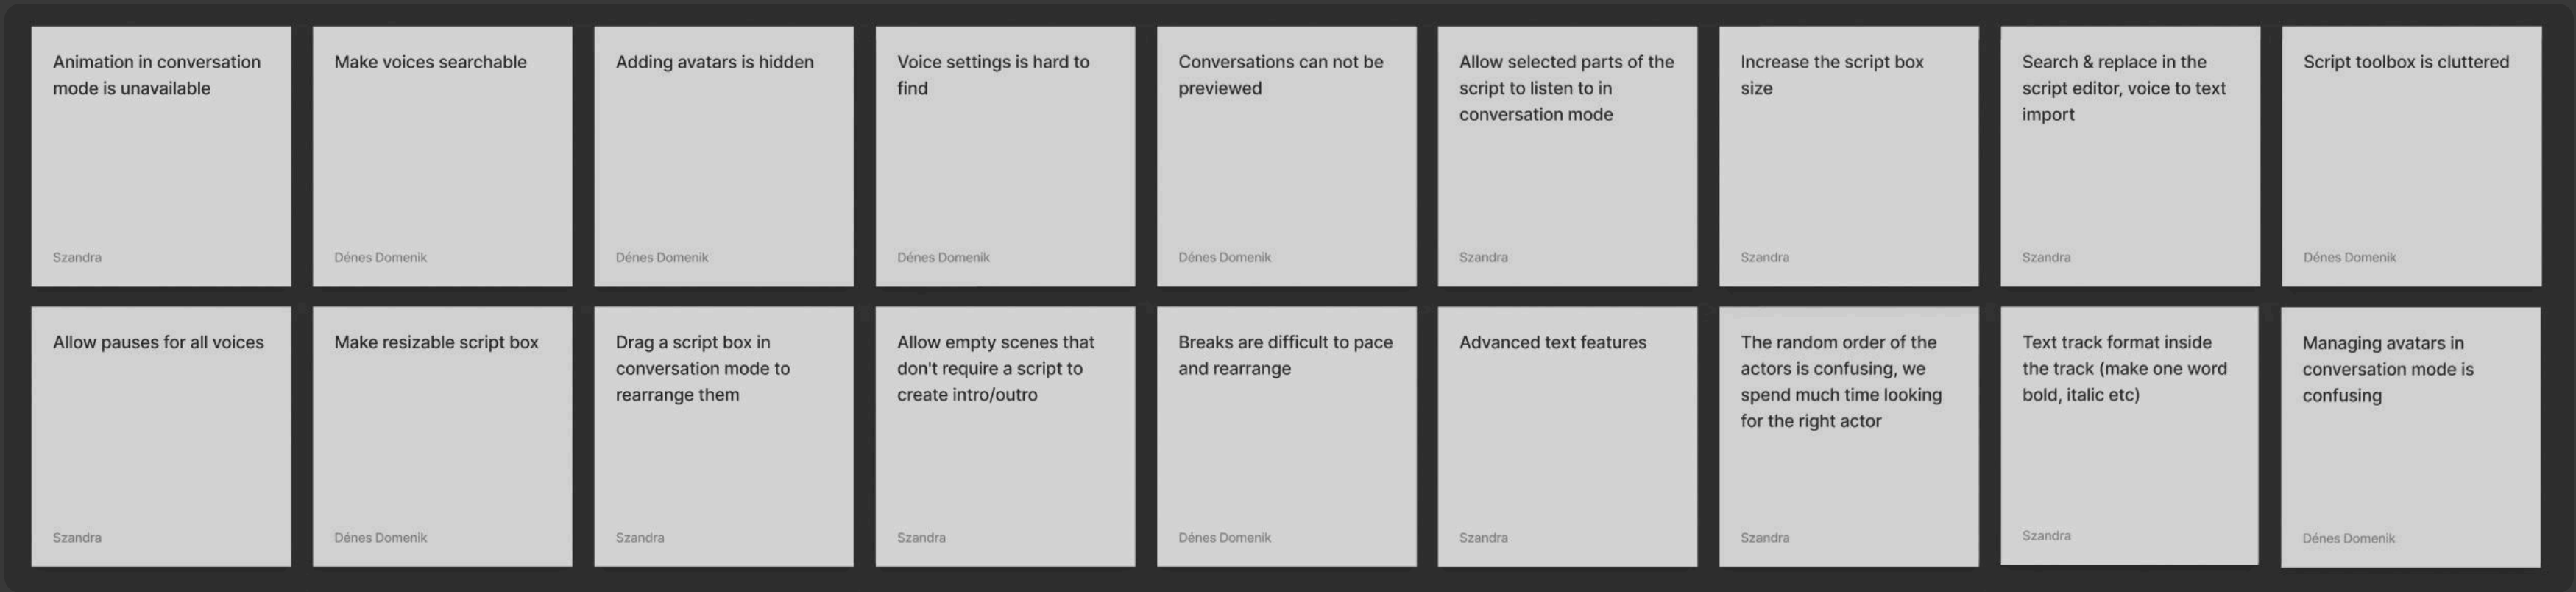 Animation in conversation
mode is unavailable
Szandra
Make voices searchable
Dénes Domenik
Adding avatars is hidden
Dénes Domenik
Voice settings is hard to
find
Dénes Domenik
Conversations can not be
previewed
Dénes Domenik
Allow selected parts of the
script to listen to in
conversation mode
Szandra
Increase the script box
size
Szandra
Search & replace in the
script editor, voice to text
import
Szandra
Script toolbox is cluttered
Dénes Domenik
Allow pauses for all voices
Szandra
Make resizable script box
Dénes Domenik
Drag a script box in
conversation mode to
rearrange them
Szandra
Allow empty scenes that
don't require a script to
create intro/outro
Szandra
Breaks are difficult to pace
and rearrange
Dénes Domenik
Advanced text features
Szandra
The random order of the
actors is confusing, we
spend much time looking
for the right actor
Szandra
Text track format inside
the track (make one word
bold, italic etc)
Szandra
Managing avatars in
conversation mode is
confusing
Dénes Domenik